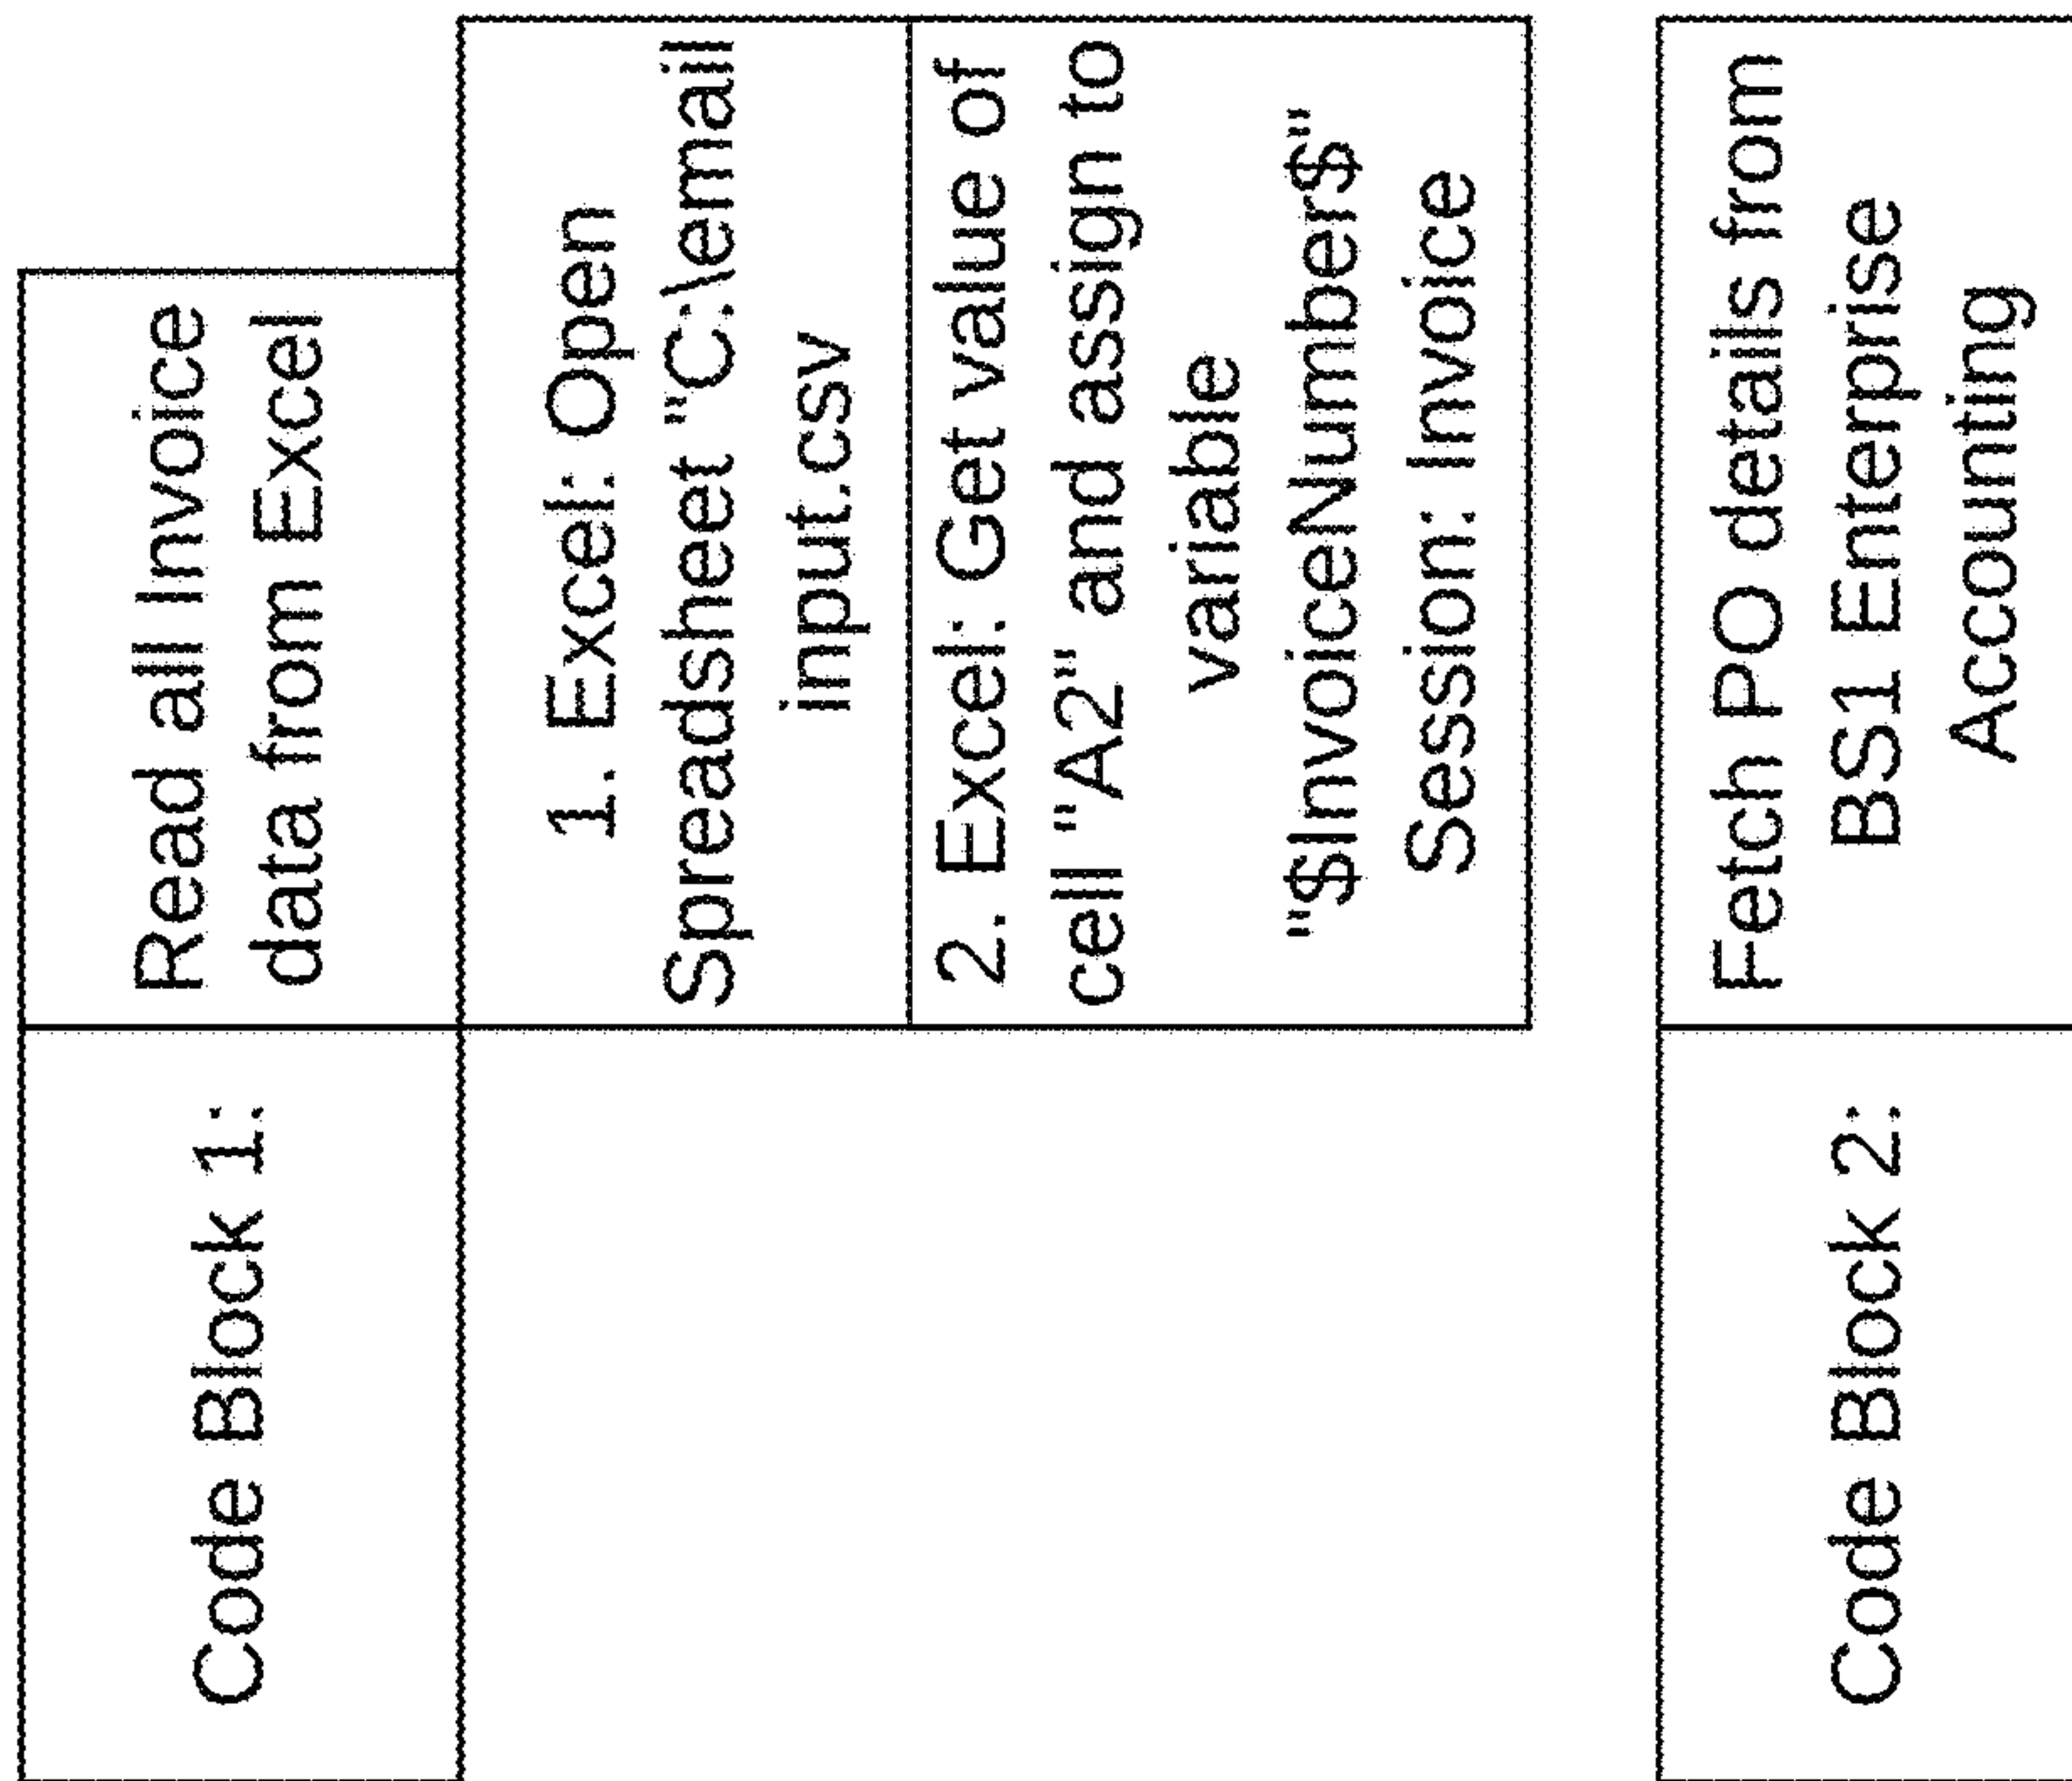 Code Block 1:
Read all Invoice
data from Excel
1. Excel: Open
Spreadsheet "C:\email
input.csv
2. Excel: Get value of
cell "A2" and assign to
variable
"$InvoiceNumber$"
Session: Invoice
Code Block 2:
Fetch PO details from
BS1 Enterprise
Accounting